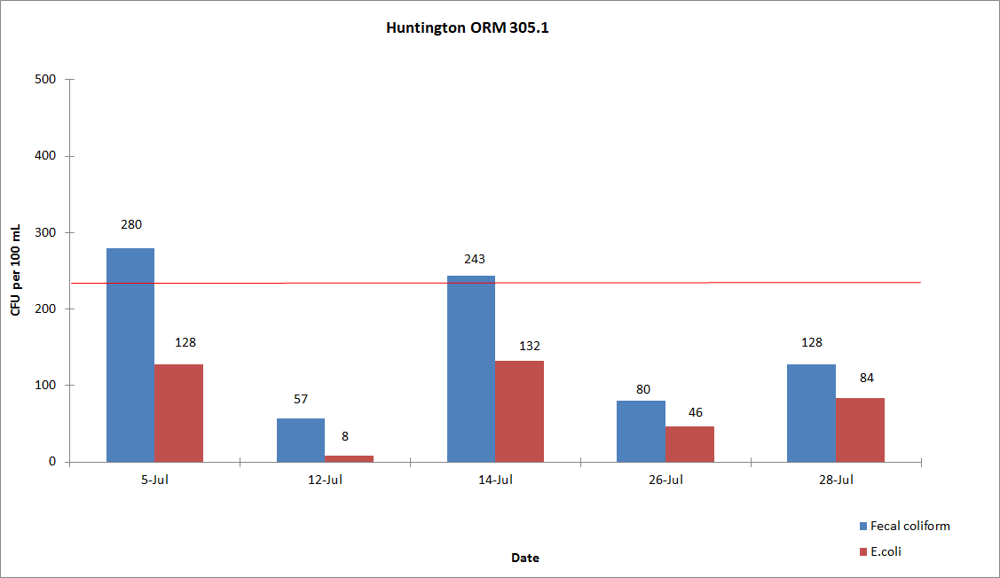 Huntington ORM 305.1
CFU per 100 mL
500
400
300
200
100
0
280
128
57
8
243
132
80
46
128
84
5-Jul
12-Jul
14-Jul
26-Jul
28-Jul
Date
Fecal coliform
E.coli